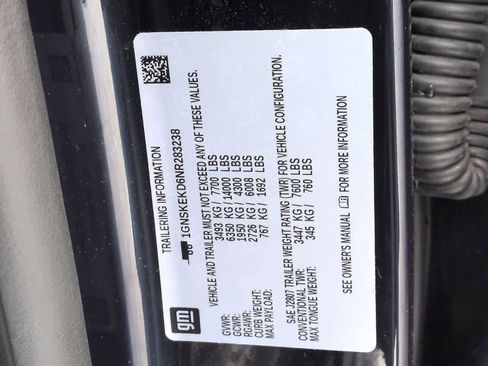 gm
TRAILERING INFORMATION
1GNSKEKD6NR283238
VEHICLE AND TRAILER MUST NOT EXCEED ANY OF THESE VALUES.
GVWR: 3493 KG / 7700 LBS
GCWR: 6350 KG / 14000 LBS
RGAWR: 1950 KG / 4300 LBS
CURB WEIGHT: 2726 KG / 6008 LBS
MAX PAYLOAD: 767 KG / 1692 LBS
SAE J2807 TRAILER WEIGHT RATING (TWR) FOR VEHICLE CONFIGURATION.
CONVENTIONAL TWR: 3447 KG / 7600 LBS
MAX TONGUE WEIGHT: 345 KG / 760 LBS
SEE OWNER'S MANUAL FOR MORE INFORMATION